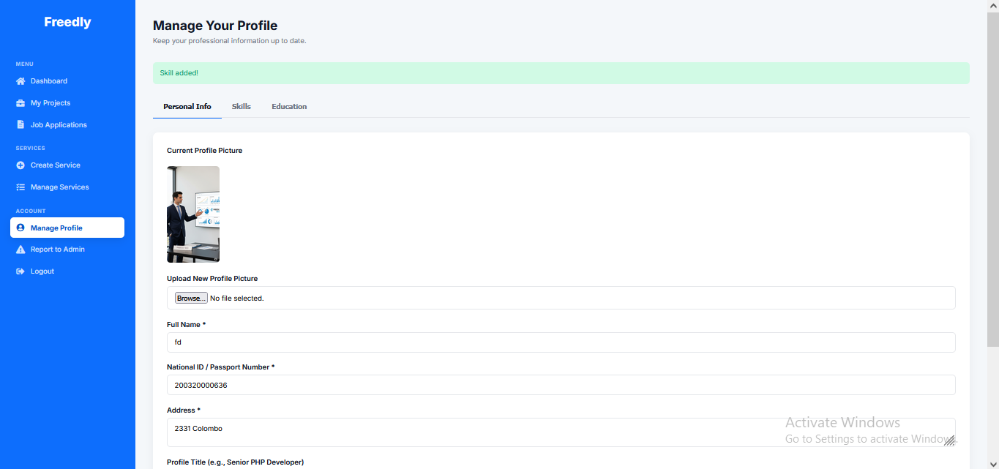 Freedly
MENU
Dashboard
My Projects
Job Applications
SERVICES
Create Service
Manage Services
ACCOUNT
Manage Profile
Report to Admin
Logout
Manage Your Profile
Keep your professional information up to date.
Skill added!
Personal Info Skills Education
Current Profile Picture
Upload New Profile Picture
Browse... No file selected.
Full Name *
fd
National ID / Passport Number *
200320000636
Address *
2331 Colombo
Profile Title (e.g., Senior PHP Developer)
Activate Windows
Go to Settings to activate Windows.